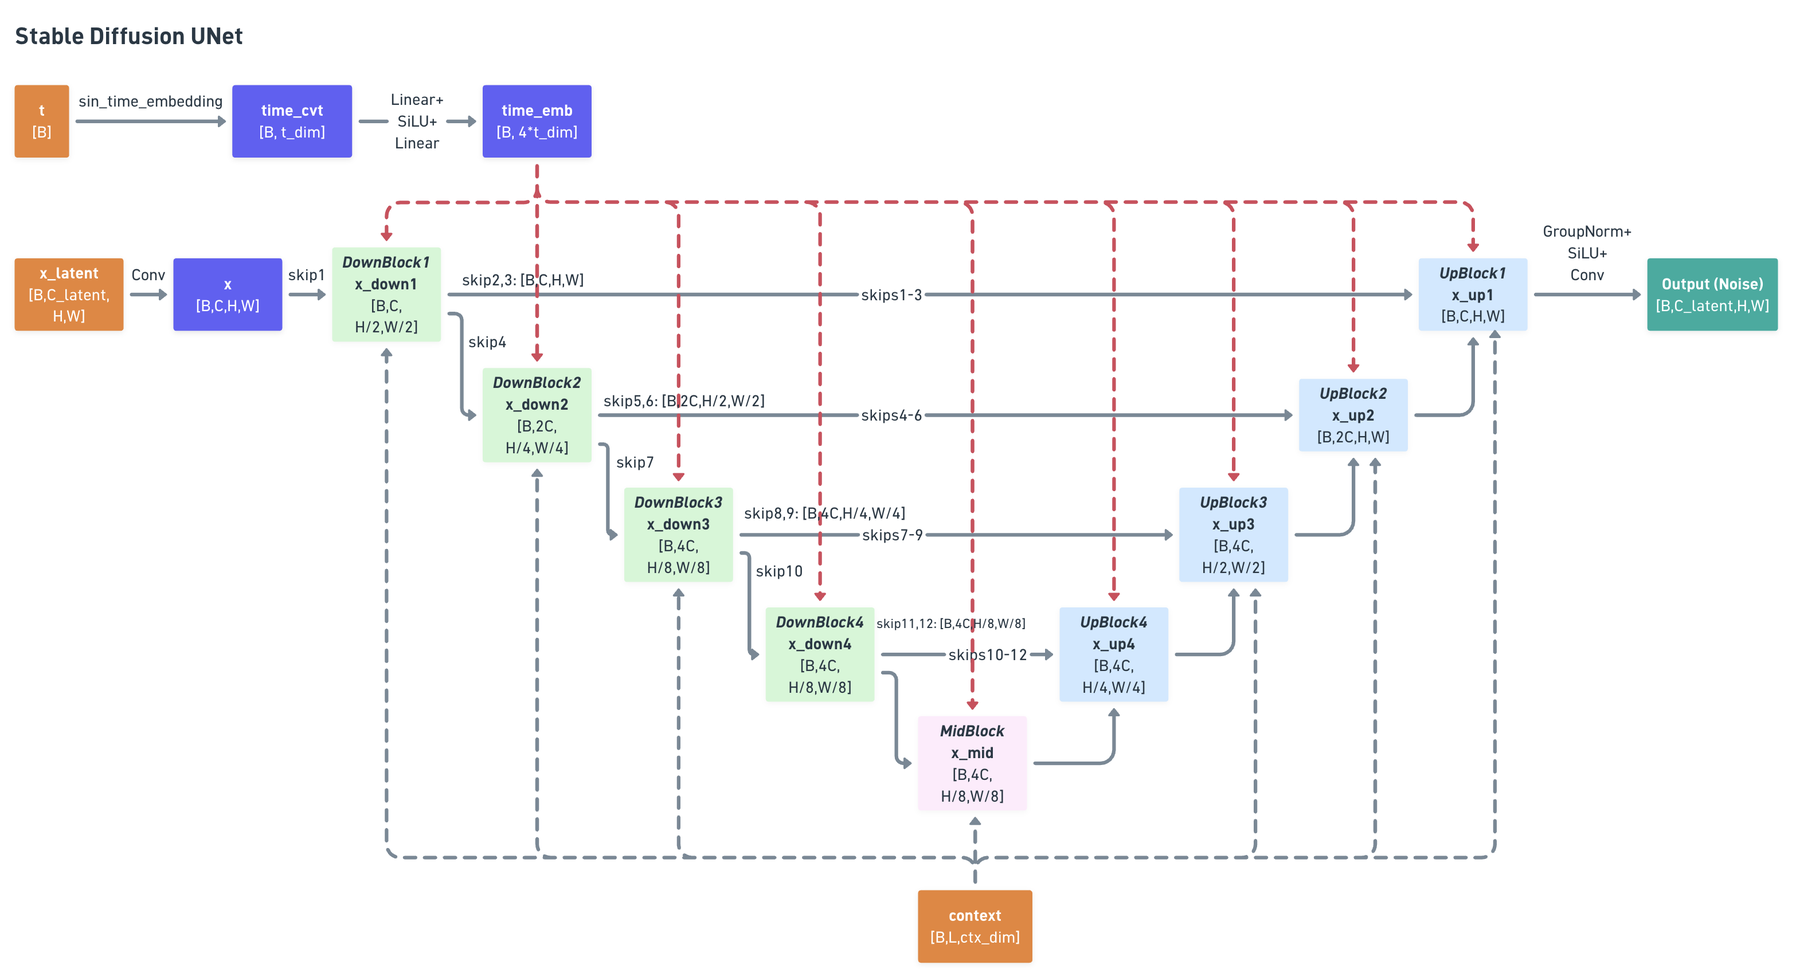 Stable Diffusion UNet
t
[B]
sin_time_embedding
time_cvt
[B, t_dim]
Linear+
SiLU+
Linear
time_emb
[B, 4*t_dim]
x_latent
[B,C_latent,
H,W]
Conv
x
[B,C,H,W]
skip1
DownBlock1
x_down1
[B,C,
H/2,W/2]
skip2,3: [B,C,H,W]
skips1-3
UpBlock1
x_up1
[B,C,H,W]
GroupNorm+
SiLU+
Conv
Output (Noise)
[B,C_latent,H,W]
skip4
DownBlock2
x_down2
[B,2C,
H/4,W/4]
skip5,6: [B,2C,H/2,W/2]
skips4-6
UpBlock2
x_up2
[B,2C,H,W]
skip7
DownBlock3
x_down3
[B,4C,
H/8,W/8]
skip8,9: [B,4C,H/4,W/4]
skips7-9
UpBlock3
x_up3
[B,4C,
H/2,W/2]
skip10
DownBlock4
x_down4
[B,4C,
H/8,W/8]
skip11,12: [B,4C,H/8,W/8]
skips10-12
UpBlock4
x_up4
[B,4C,
H/4,W/4]
MidBlock
x_mid
[B,4C,
H/8,W/8]
context
[B,L,ctx_dim]